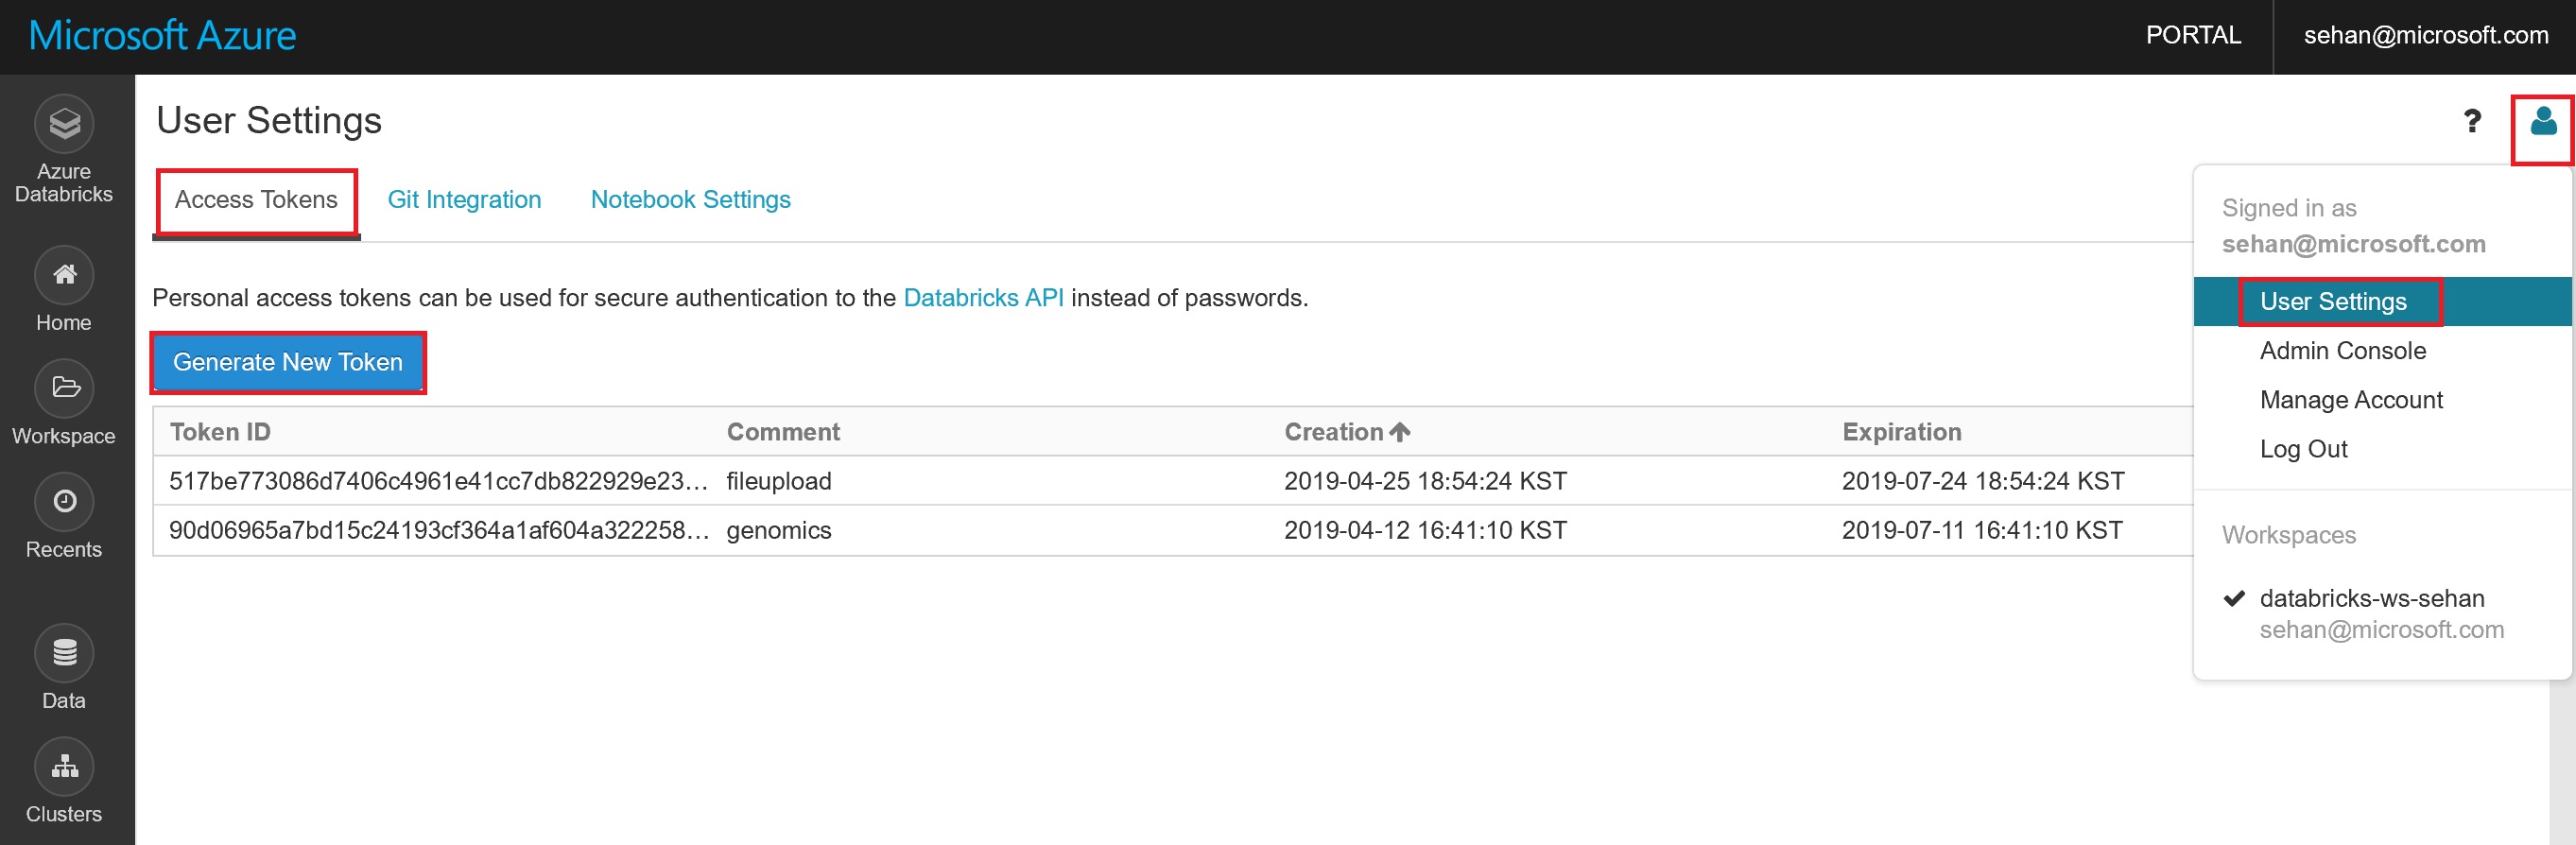 Microsoft Azure
PORTAL
sehan@microsoft.com
Azure
Databricks
Home
Workspace
Recents
Data
Clusters
User Settings
?
Access Tokens
Git Integration
Notebook Settings
Personal access tokens can be used for secure authentication to the Databricks API instead of passwords.
Generate New Token
Token ID Comment Creation Expiration
517be773086d7406c4961e41cc7db822929e23... fileupload 2019-04-25 18:54:24 KST 2019-07-24 18:54:24 KST
90d06965a7bd15c24193cf364a1af604a322258... genomics 2019-04-12 16:41:10 KST 2019-07-11 16:41:10 KST
Signed in as
sehan@microsoft.com
User Settings
Admin Console
Manage Account
Log Out
Workspaces
databricks-ws-sehan
sehan@microsoft.com